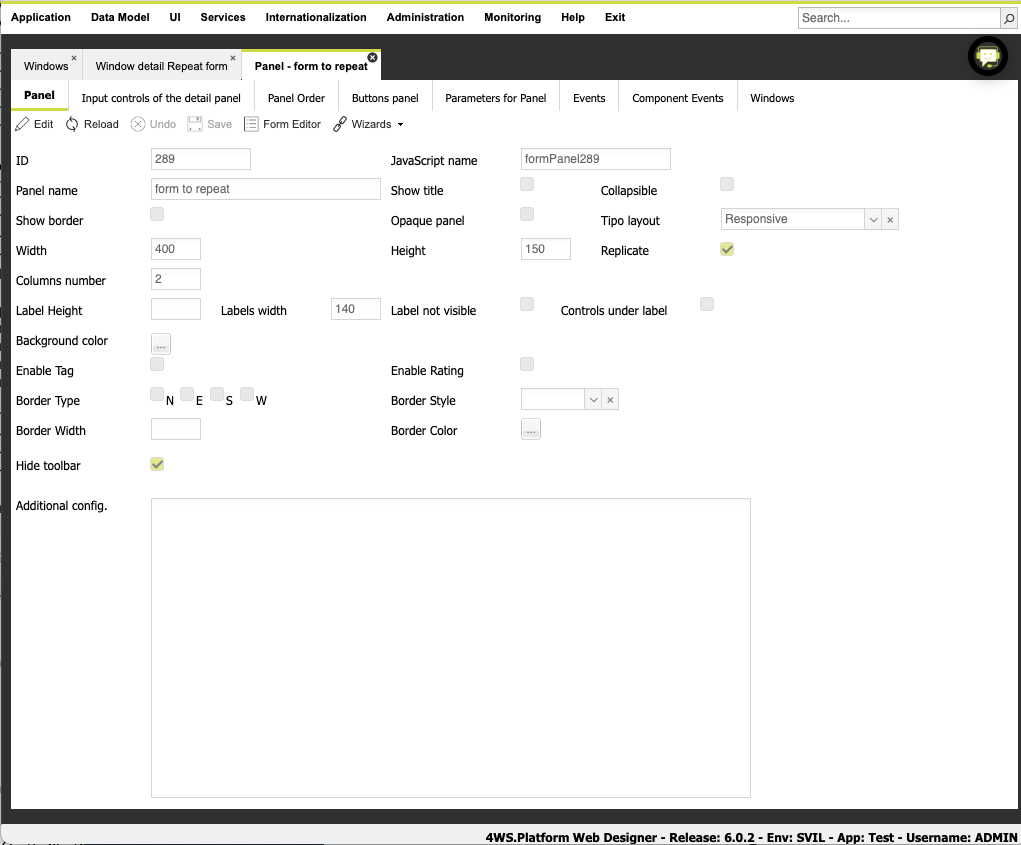 Application Data Model UI Services Internationalization Administration Monitoring Help Exit Search...
Windows Window detail Repeat form Panel - form to repeat
Panel Input controls of the detail panel Panel Order Buttons panel Parameters for Panel Events Component Events Windows
Edit Reload Undo Save Form Editor Wizards
ID 289 JavaScript name formPanel289
Panel name form to repeat Show title Collapsible
Show border Opaque panel Tipo layout Responsive
Width 400 Height 150 Replicate
Columns number 2
Label Height Labels width 140 Label not visible Controls under label
Background color ...
Enable Tag Enable Rating
Border Type N E S W Border Style
Border Width Border Color ...
Hide toolbar
Additional config.
4WS.Platform Web Designer - Release: 6.0.2 - Env: SVIL - App: Test - Username: ADMIN